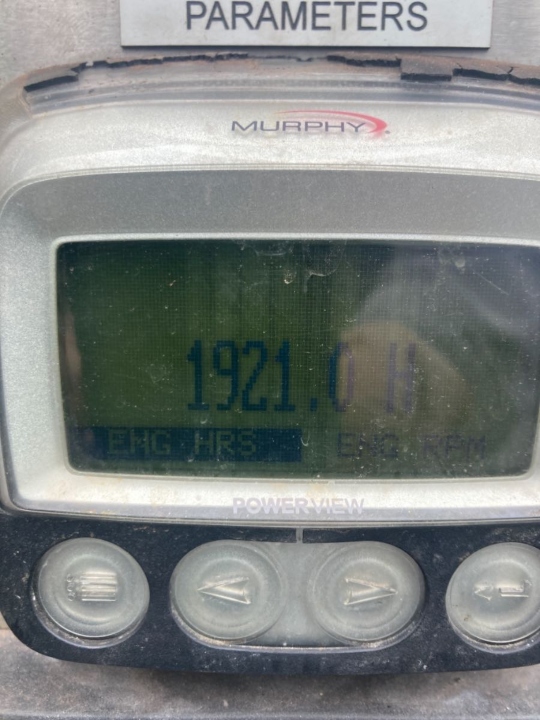 PARAMETERS
MURPHY
1921.0 H
ENG HRS ENG RPM
POWERVIEW